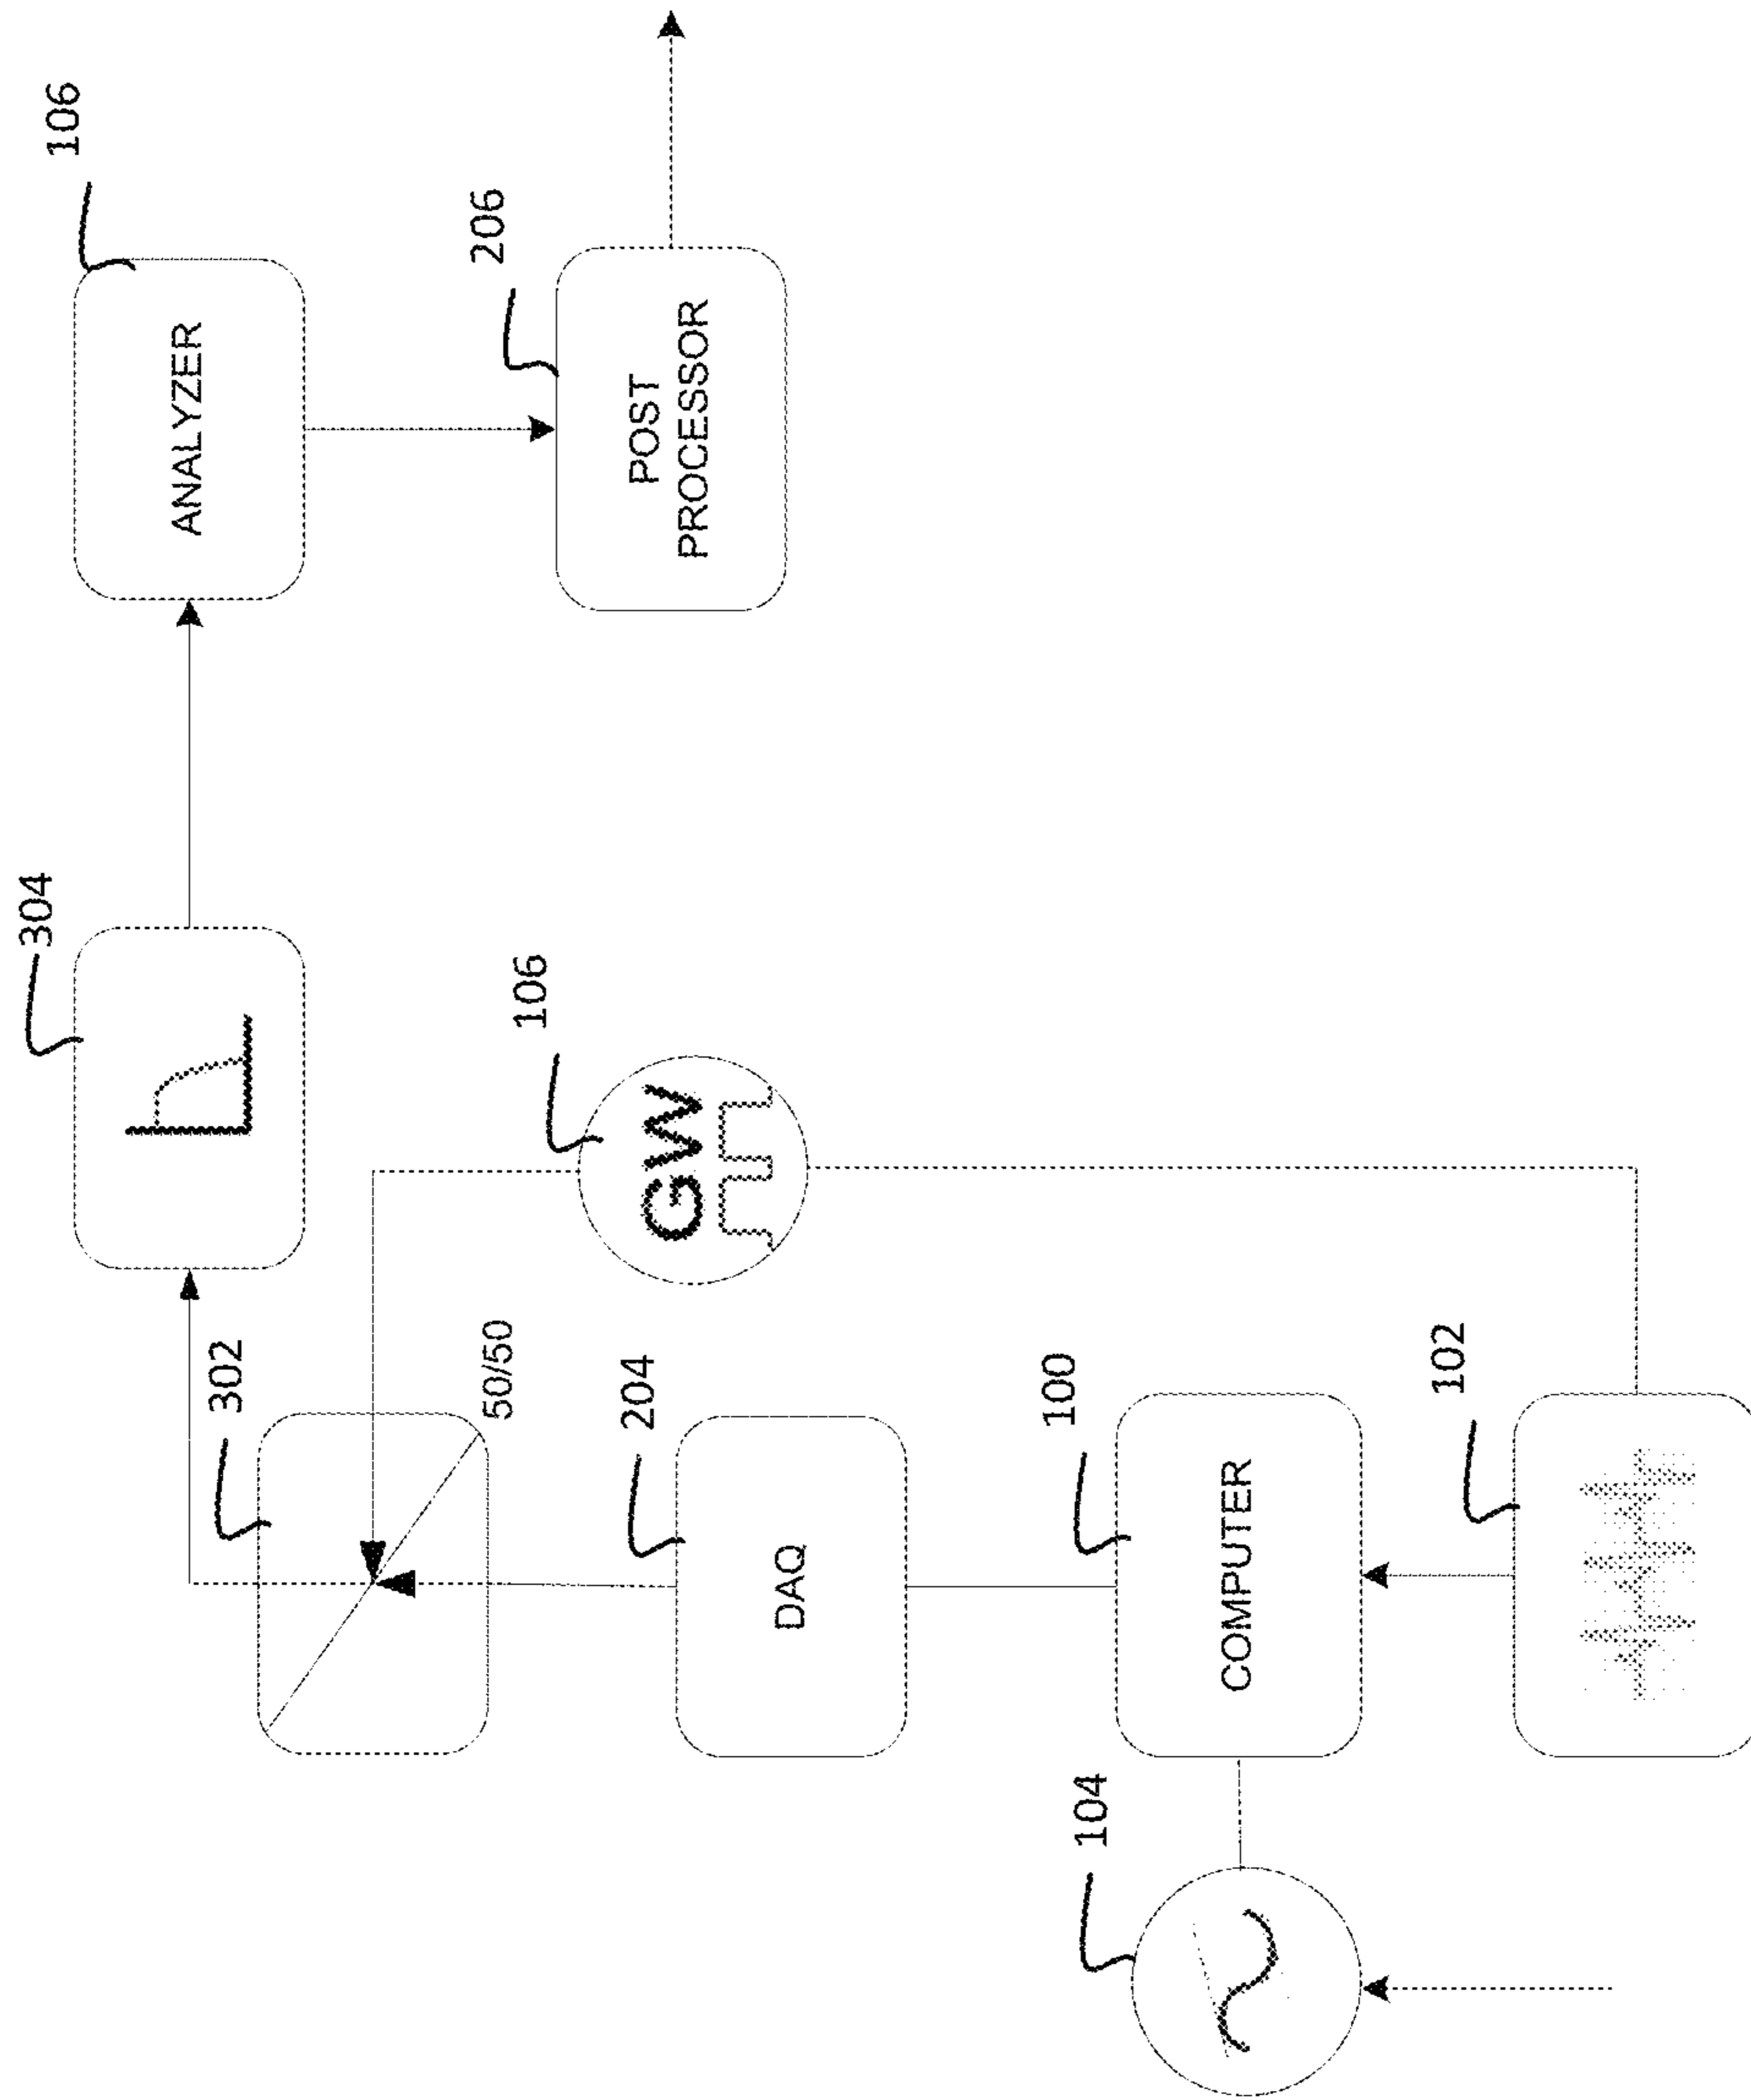 304
106
ANALYZER
302
206
50/50
106
204
POST
GW
PROCESSOR
DAQ
100
104
COMPUTER
102